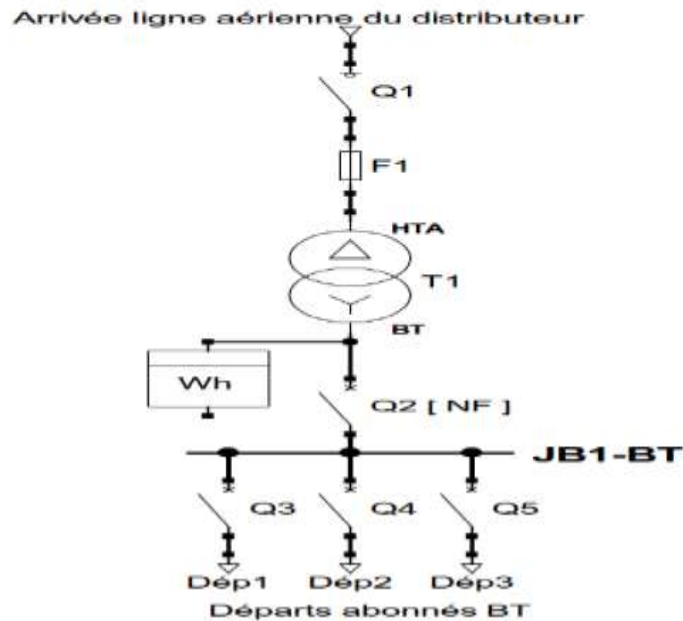 Arrivée ligne aérienne du distributeur
Q1
F1
HTA
T1
BT
Wh
Q2 [ NF ]
JB1-BT
Q3 Q4 Q5
Dép1 Dép2 Dép3
Départs abonnés BT